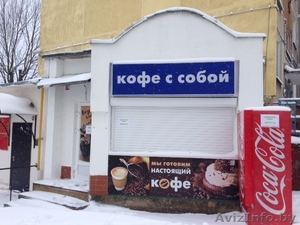 кофе с собой
МЫ ГОТОВИМ
НАСТОЯЩИЙ
КОФЕ
Coca-Cola
AvizInfo.by